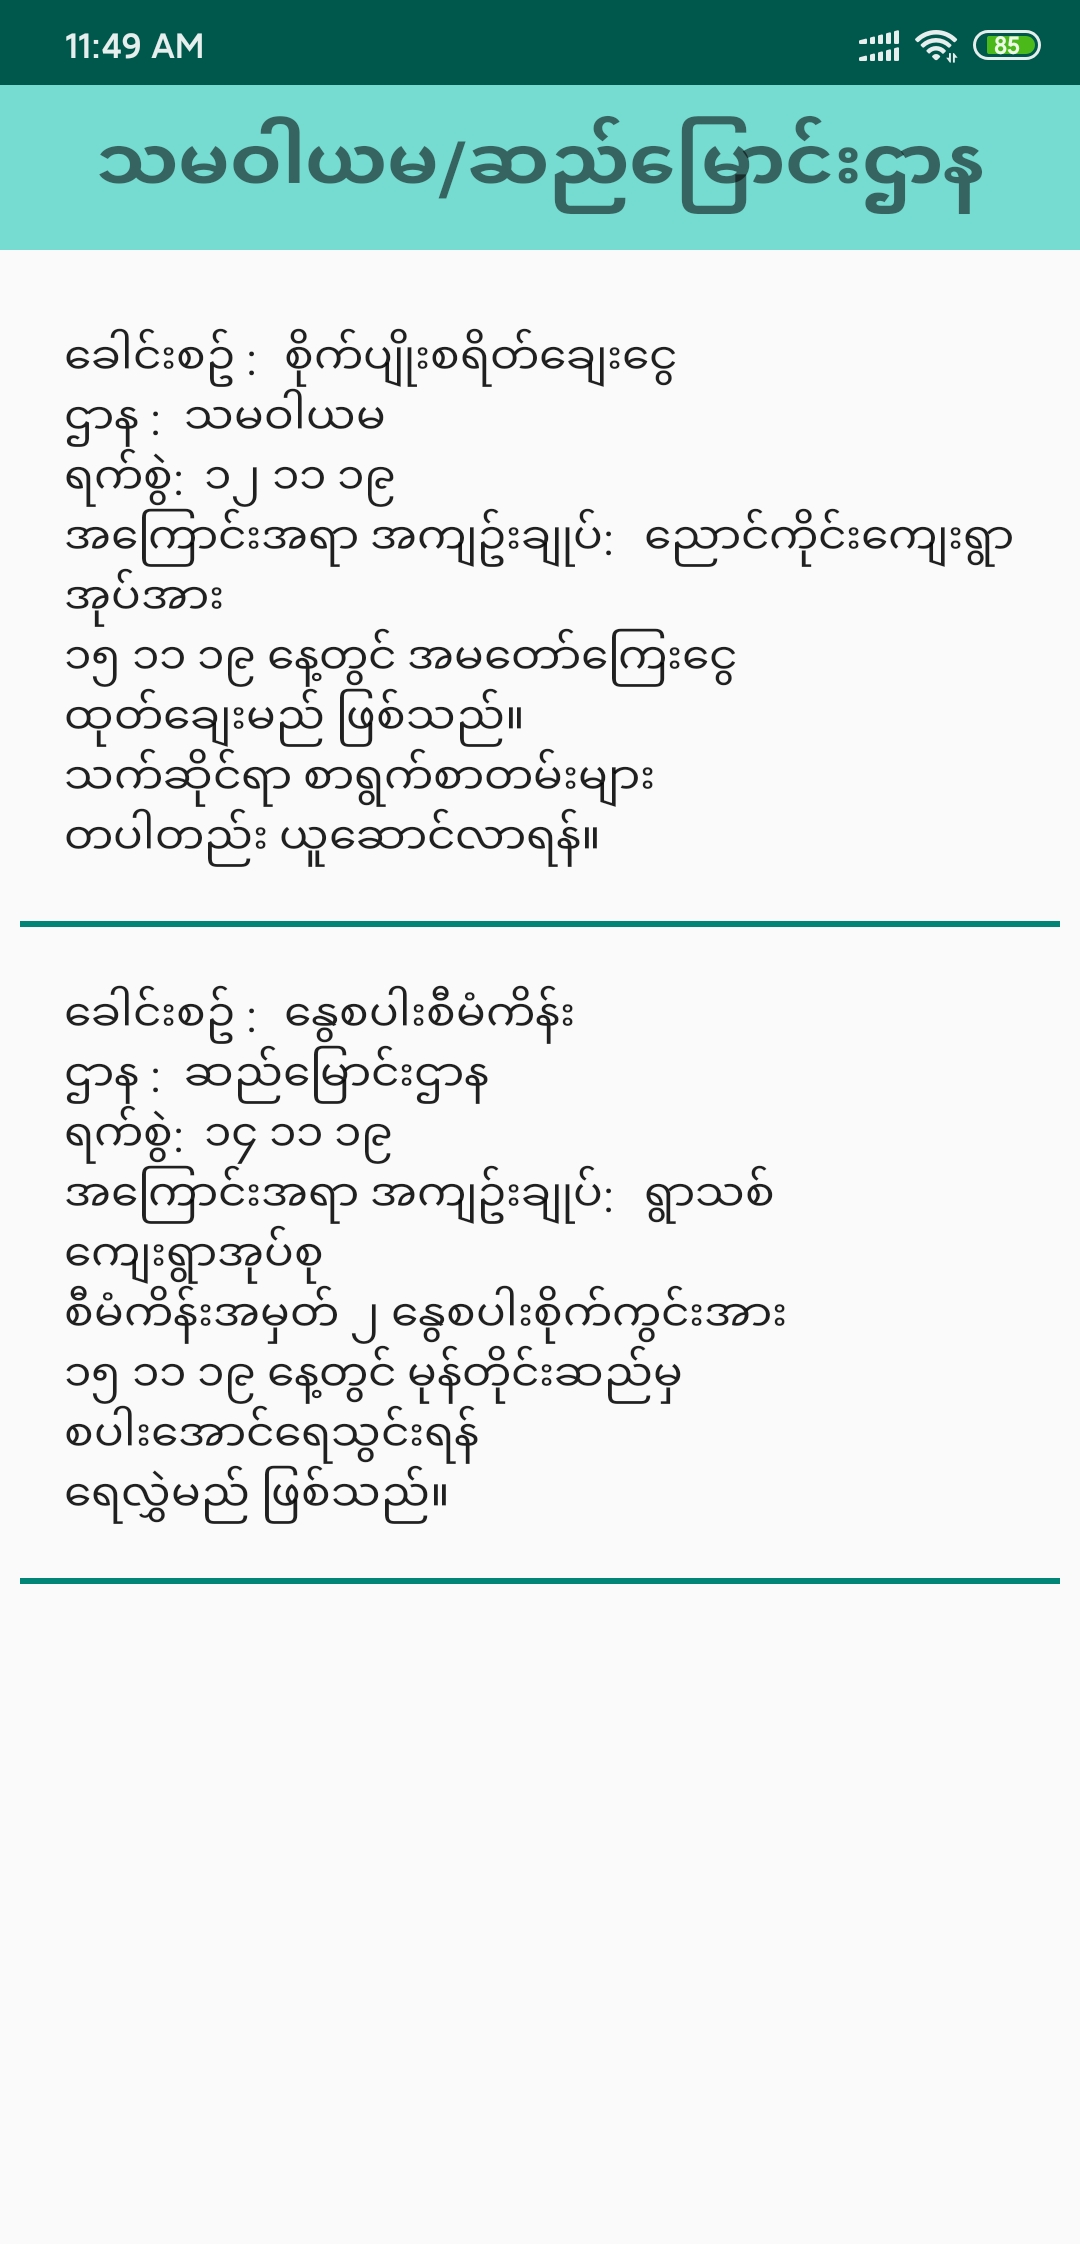 11:49 AM
85
သမဝါယမ/ဆည်မြောင်းဌာန
ခေါင်းစဥ် : စိုက်ပျိုးစရိတ်ချေးငွေ
ဌာန : သမဝါယမ
ရက်စွဲ: ၁၂ ၁၁ ၁၉
အကြောင်းအရာ အကျဥ်းချုပ်: ညောင်ကိုင်းကျေးရွာ
အုပ်အား
၁၅ ၁၁ ၁၉ နေ့တွင် အမတော်ကြေးငွေ
ထုတ်ချေးမည် ဖြစ်သည်။
သက်ဆိုင်ရာ စာရွက်စာတမ်းများ
တပါတည်း ယူဆောင်လာရန်။
ခေါင်းစဥ် : နွေစပါးစီမံကိန်း
ဌာန : ဆည်မြောင်းဌာန
ရက်စွဲ: ၁၄ ၁၁ ၁၉
အကြောင်းအရာ အကျဥ်းချုပ်: ရွာသစ်
ကျေးရွာအုပ်စု
စီမံကိန်းအမှတ် ၂ နွေစပါးစိုက်ကွင်းအား
၁၅ ၁၁ ၁၉ နေ့တွင် မုန်တိုင်းဆည်မှ
စပါးအောင်ရေသွင်းရန်
ရေလွှဲမည် ဖြစ်သည်။